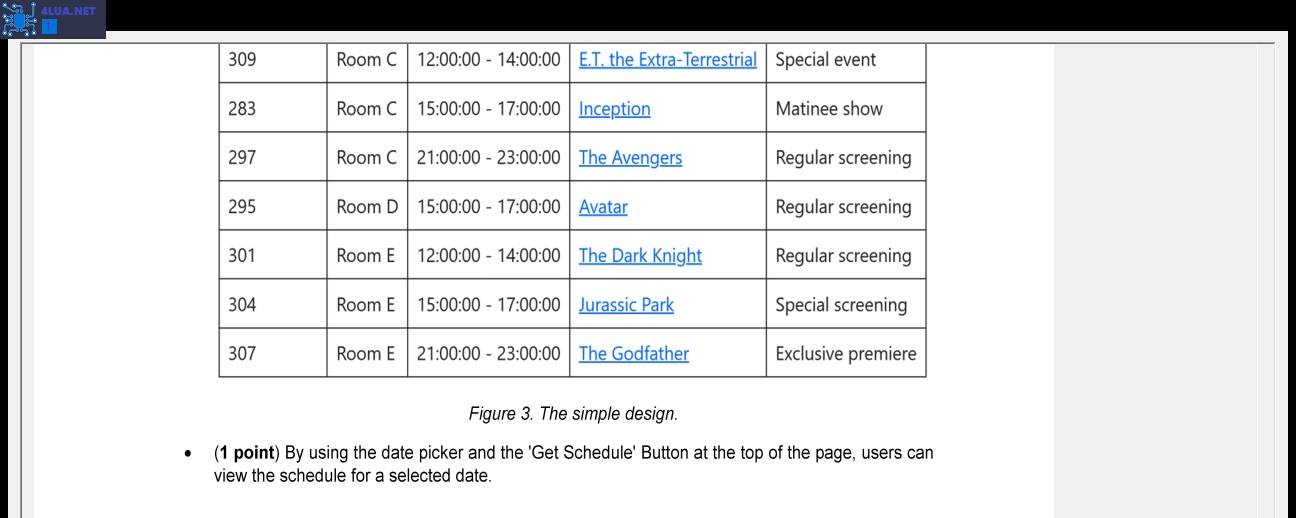 4LUA.NET
309 Room C 12:00:00 - 14:00:00 E.T. the Extra-Terrestrial Special event
283 Room C 15:00:00 - 17:00:00 Inception Matinee show
297 Room C 21:00:00 - 23:00:00 The Avengers Regular screening
295 Room D 15:00:00 - 17:00:00 Avatar Regular screening
301 Room E 12:00:00 - 14:00:00 The Dark Knight Regular screening
304 Room E 15:00:00 - 17:00:00 Jurassic Park Special screening
307 Room E 21:00:00 - 23:00:00 The Godfather Exclusive premiere
Figure 3. The simple design.
• (1 point) By using the date picker and the 'Get Schedule' Button at the top of the page, users can
view the schedule for a selected date.